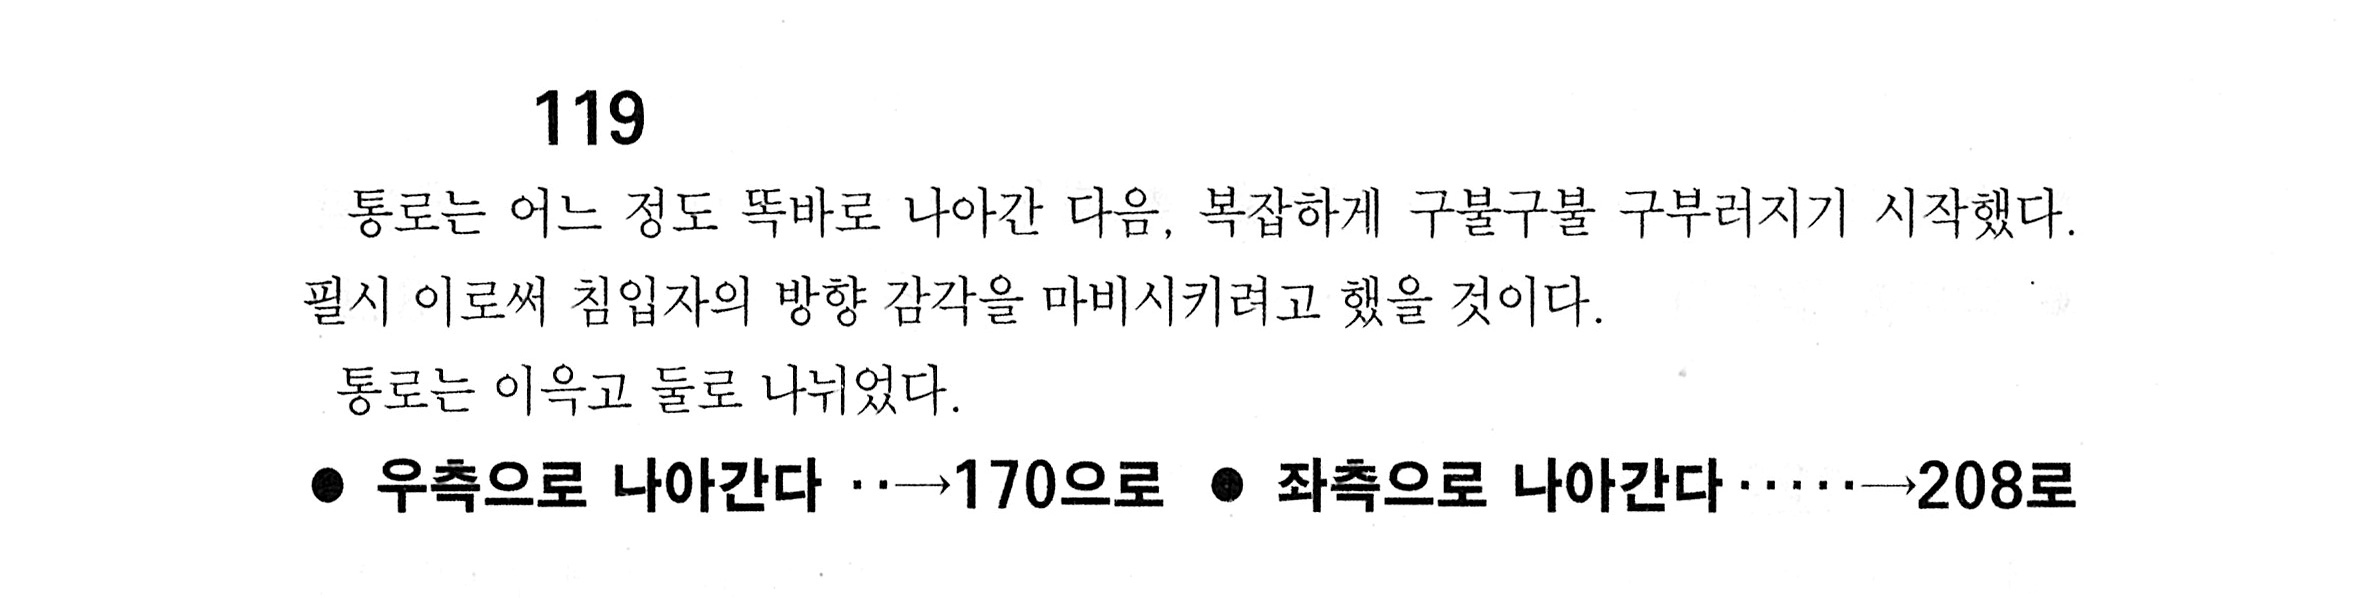 119
통로는 어느 정도 똑바로 나아간 다음, 복잡하게 구불구불 구부러지기 시작했다.
필시 이로써 침입자의 방향 감각을 마비시키려고 했을 것이다.
통로는 이윽고 둘로 나뉘었다.
● 우측으로 나아간다 ‥→170으로 ● 좌측으로 나아간다·····→208로